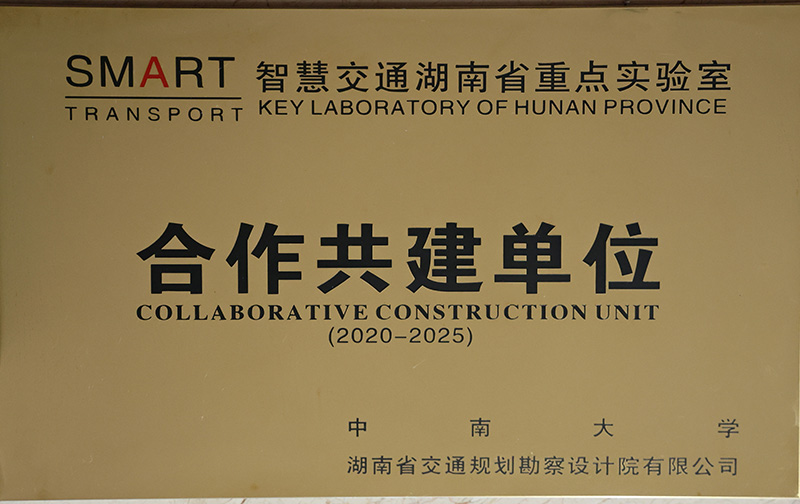 SMART
TRANSPORT
智慧交通湖南省重点实验室
KEY LABORATORY OF HUNAN PROVINCE
合作共建单位
COLLABORATIVE CONSTRUCTION UNIT
(2020-2025)
中南大学
湖南省交通规划勘察设计院有限公司